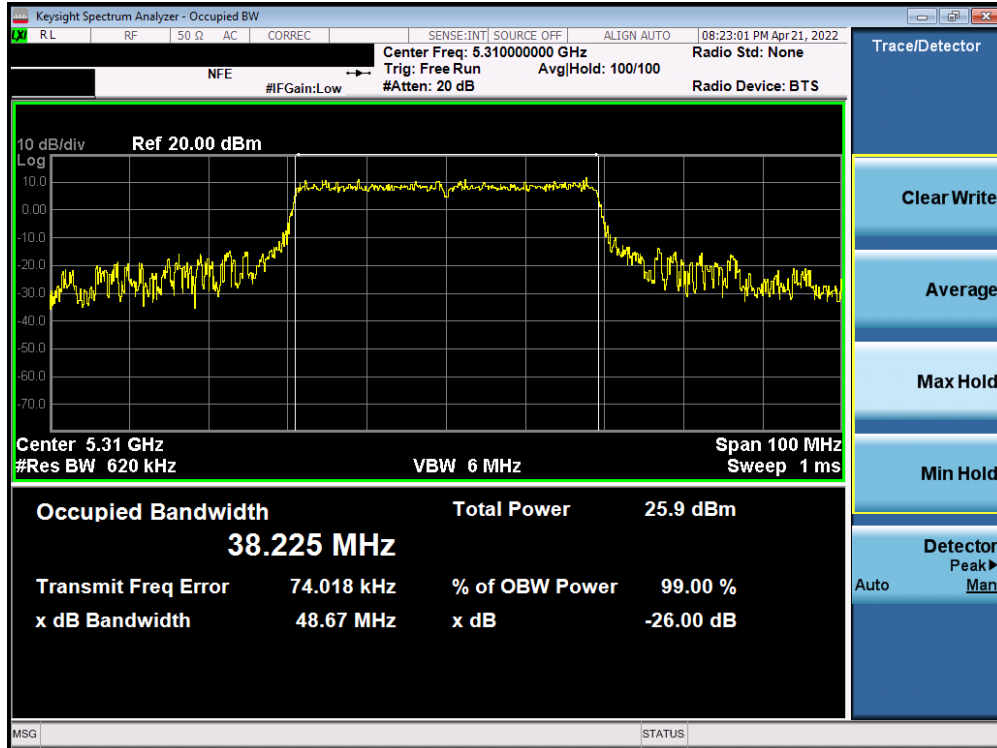 Keysight Spectrum Analyzer - Occupied BW
LXI RL RF 50 Ω AC CORREC SENSE:INT SOURCE OFF ALIGN AUTO 08:23:01 PM Apr 21, 2022
Center Freq: 5.310000000 GHz Radio Std: None
NFE Trig: Free Run Avg|Hold: 100/100
#IFGain:Low #Atten: 20 dB Radio Device: BTS
Trace/Detector
10 dB/div Ref 20.00 dBm
Log
10.0
0.00
-10.0
-20.0
-30.0
-40.0
-50.0
-60.0
-70.0
Center 5.31 GHz Span 100 MHz
#Res BW 620 kHz VBW 6 MHz Sweep 1 ms
Occupied Bandwidth Total Power 25.9 dBm
38.225 MHz
Transmit Freq Error 74.018 kHz % of OBW Power 99.00 %
x dB Bandwidth 48.67 MHz x dB -26.00 dB
Clear Write
Average
Max Hold
Min Hold
Detector
Peak▶
Auto Man
MSG STATUS